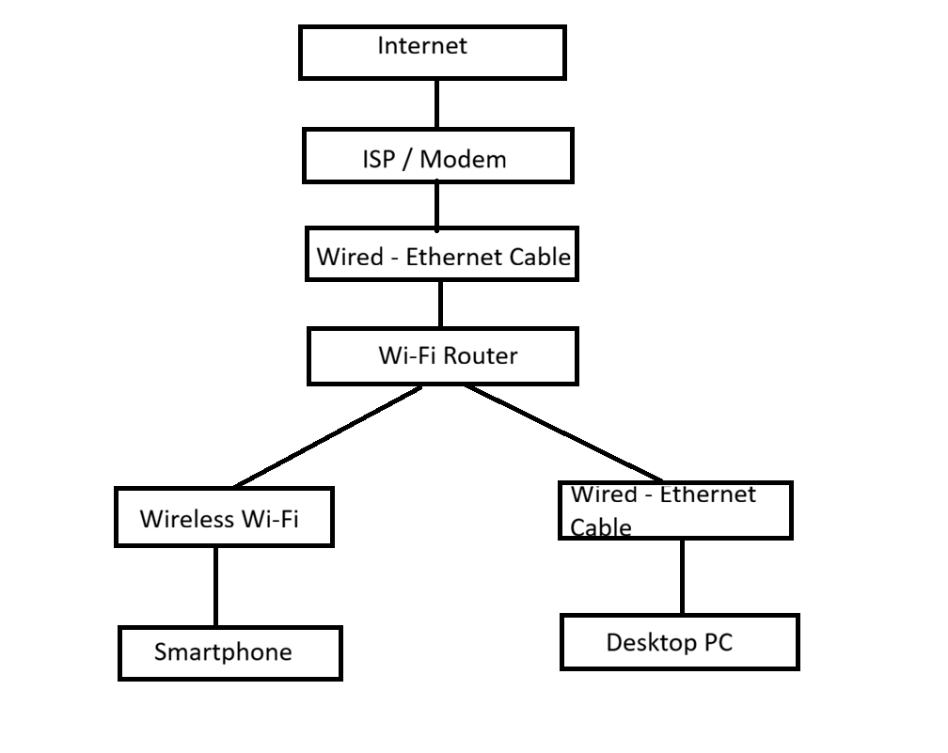 Internet
ISP / Modem
Wired - Ethernet Cable
Wi-Fi Router
Wireless Wi-Fi
Wired - Ethernet
Cable
Smartphone
Desktop PC